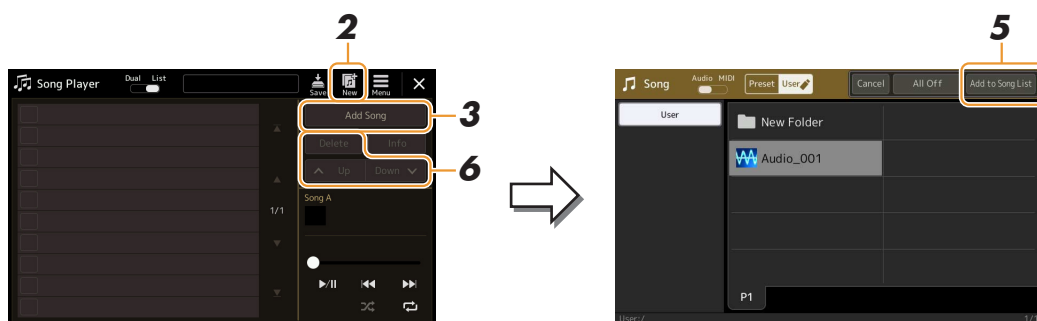 2
5
Song Player
Dual List
Save
New
Menu
Add Song
3
Delete
Info
Up
Down
6
Song A
1/1
Song
Audio MIDI
Preset
User
Cancel
All Off
Add to Song List
User
New Folder
Audio_001
P1
User:/
1/1